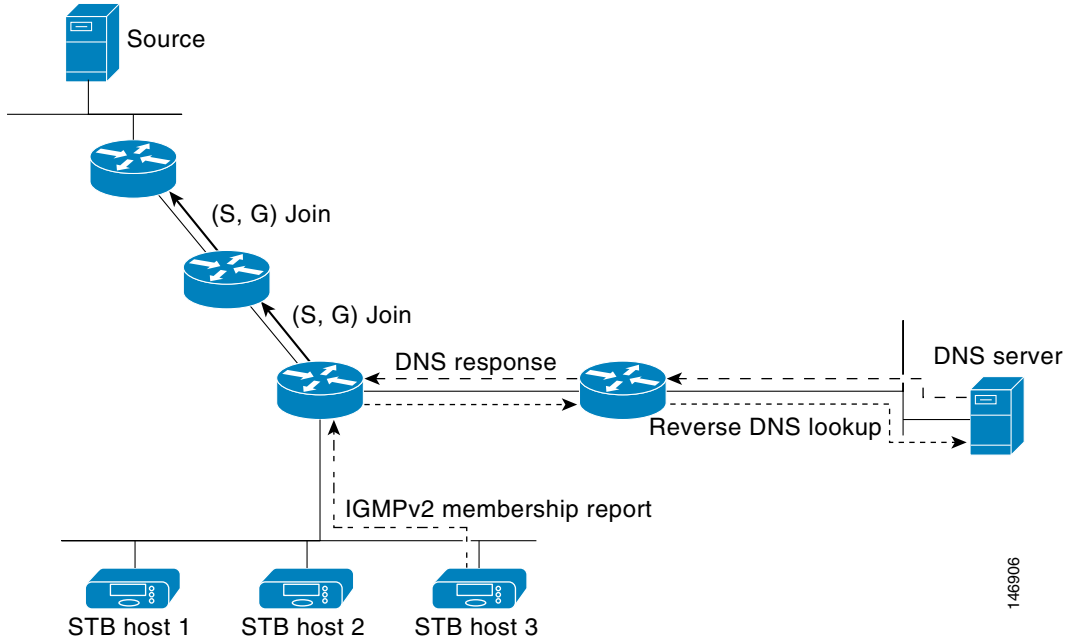 Source
(S, G) Join
(S, G) Join
DNS response
DNS server
Reverse DNS lookup
IGMPv2 membership report
STB host 1
STB host 2
STB host 3
146906